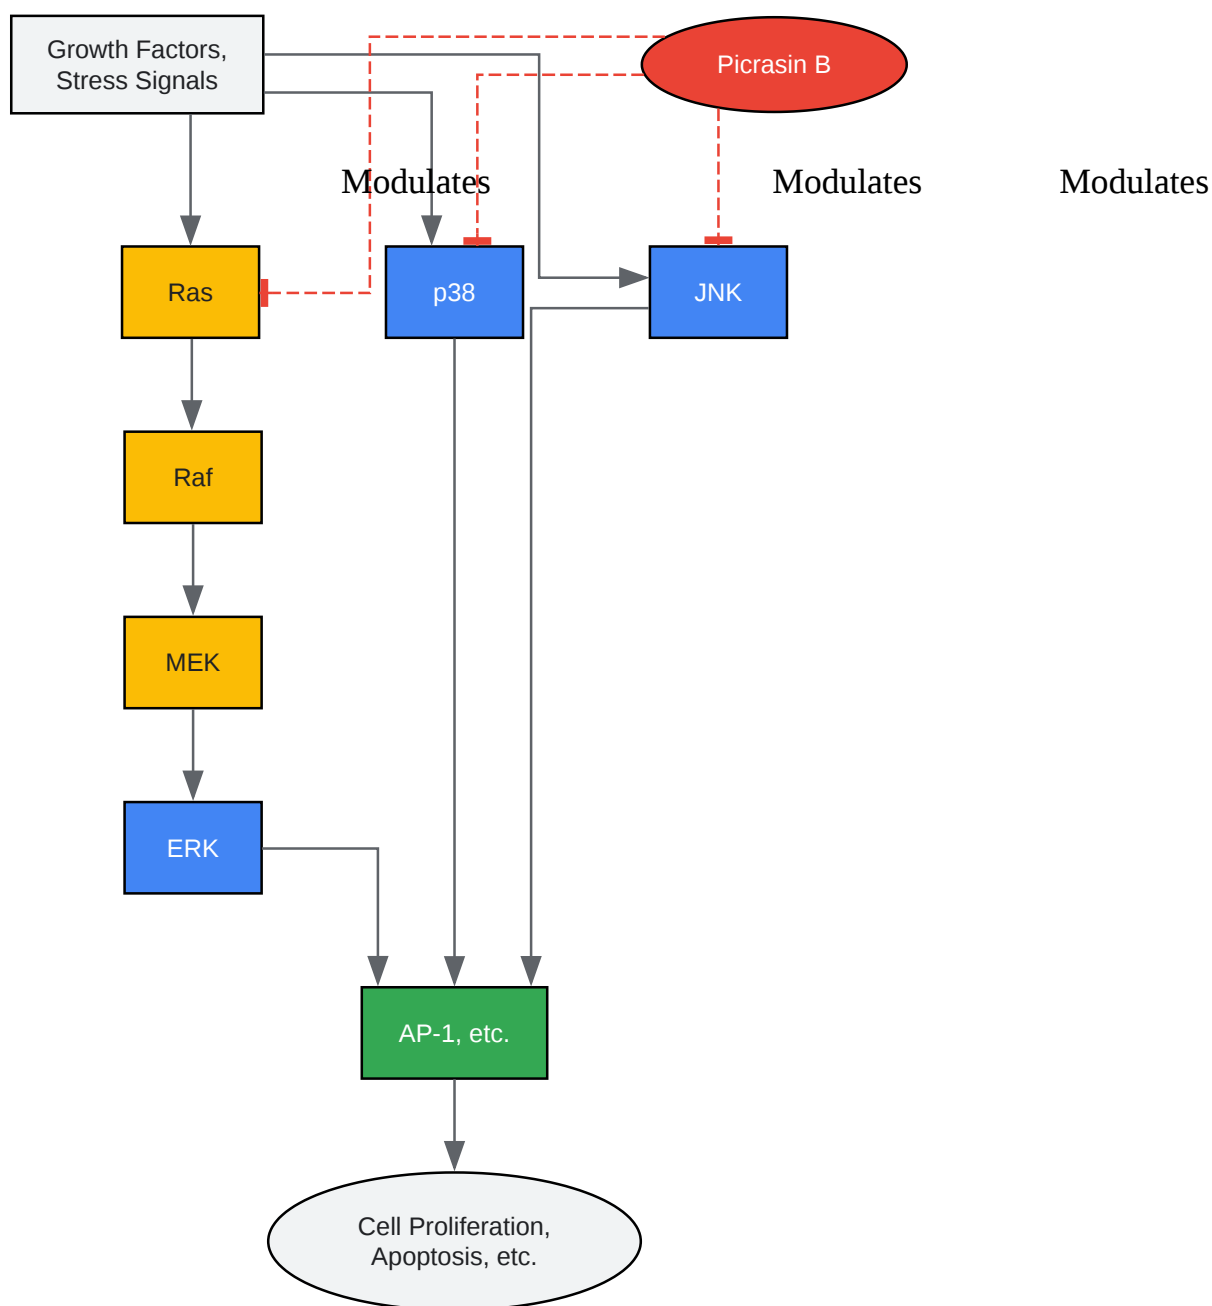 Growth Factors,
Stress Signals
Picrasin B
Modulates
Modulates
Modulates
Ras
p38
JNK
Raf
MEK
ERK
AP-1, etc.
Cell Proliferation,
Apoptosis, etc.